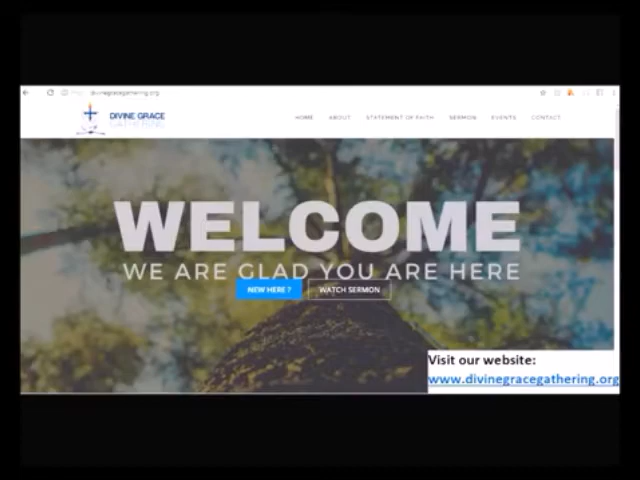 divinegracegathering.org
DIVINE GRACE
GATHERING
HOME ABOUT STATEMENT OF FAITH SERMON EVENTS CONTACT
WELCOME
WE ARE GLAD YOU ARE HERE
NEW HERE ? WATCH SERMON
Visit our website:
www.divinegracegathering.org